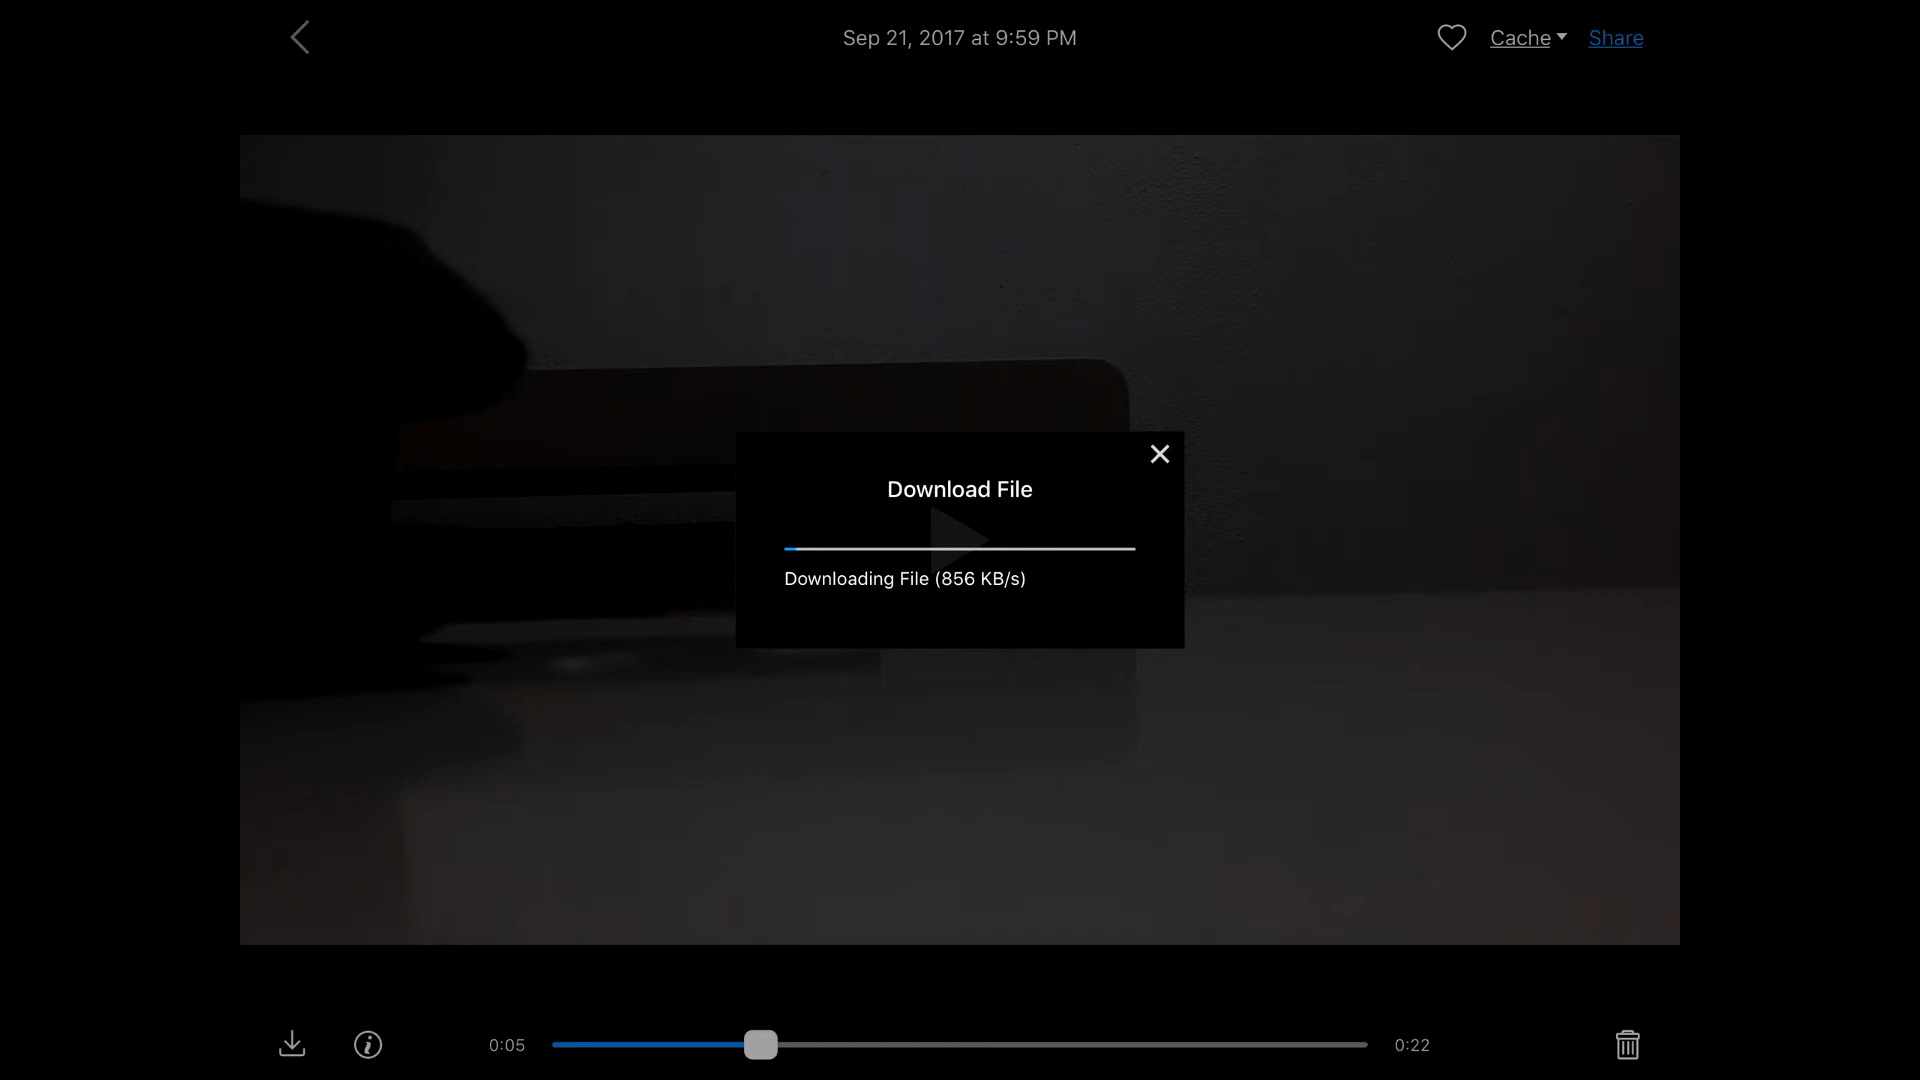 Sep 21, 2017 at 9:59 PM
Cache
Share
Download File
Downloading File (856 KB/s)
0:05
0:22